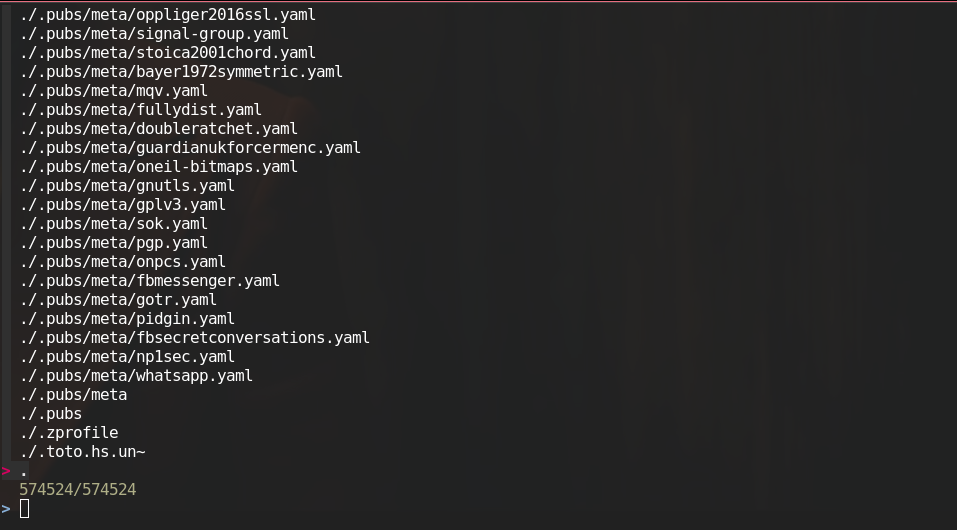 ./.pubs/meta/oppliger2016ssl.yaml
./.pubs/meta/signal-group.yaml
./.pubs/meta/stoica2001chord.yaml
./.pubs/meta/bayer1972symmetric.yaml
./.pubs/meta/mqv.yaml
./.pubs/meta/fullydist.yaml
./.pubs/meta/doubleratchet.yaml
./.pubs/meta/guardianukforcermenc.yaml
./.pubs/meta/oneil-bitmaps.yaml
./.pubs/meta/gnutls.yaml
./.pubs/meta/gplv3.yaml
./.pubs/meta/sok.yaml
./.pubs/meta/pgp.yaml
./.pubs/meta/onpcs.yaml
./.pubs/meta/fbmessenger.yaml
./.pubs/meta/gotr.yaml
./.pubs/meta/pidgin.yaml
./.pubs/meta/fbsecretconversations.yaml
./.pubs/meta/np1sec.yaml
./.pubs/meta/whatsapp.yaml
./.pubs/meta
./.pubs
./.zprofile
./.toto.hs.un~
> .
574524/574524
>